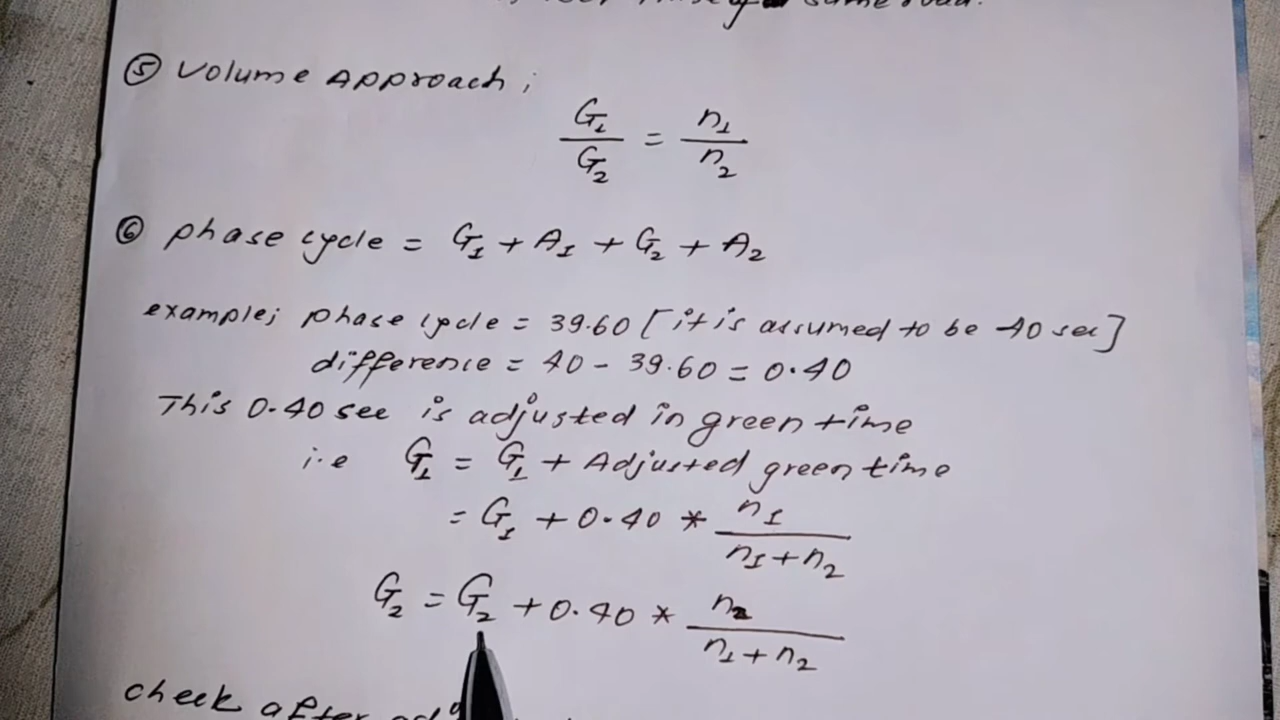 same road.
⑤ Volume Approach;
G₁/G₂ = n₁/n₂
⑥ phase cycle = G₁ + A₁ + G₂ + A₂
example; phase cycle = 39.60 [it is assumed to be 40 sec]
difference = 40 - 39.60 = 0.40
This 0.40 sec is adjusted in green time
i.e G₁ = G₁ + Adjusted green time
= G₁ + 0.40 * n₁/(n₁+n₂)
G₂ = G₂ + 0.40 * n₂/(n₁+n₂)
check after